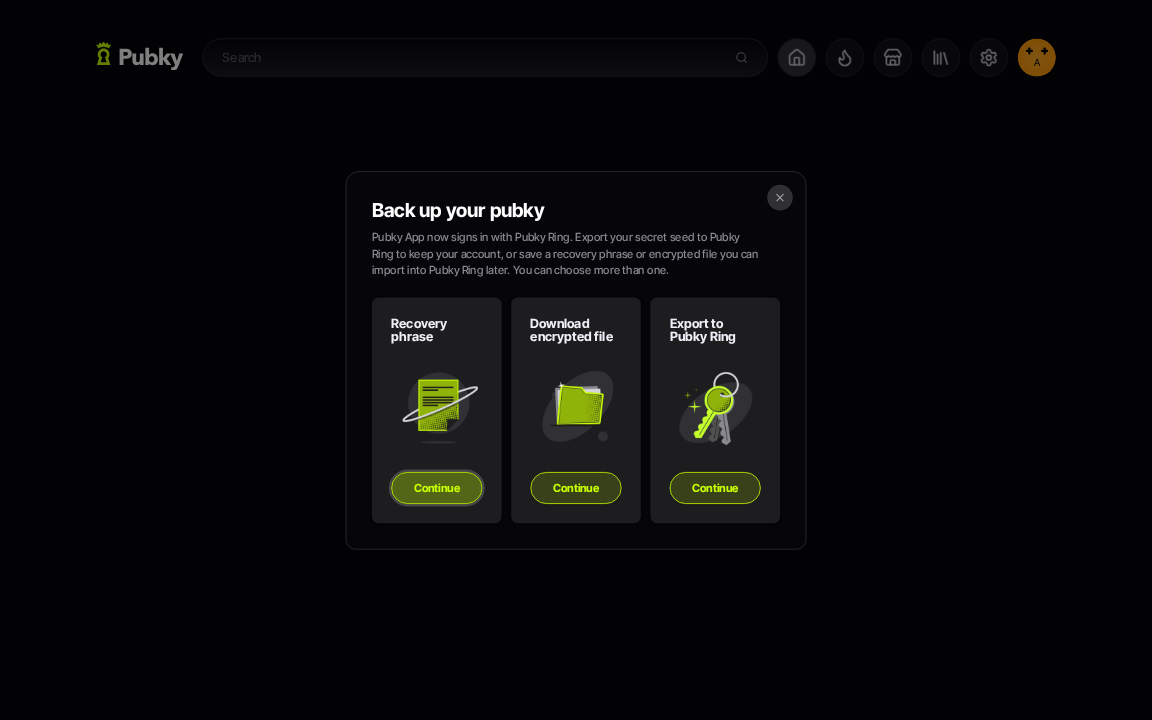 Pubky
Search
A
Back up your pubky
Pubky App now signs in with Pubky Ring. Export your secret seed to Pubky
Ring to keep your account, or save a recovery phrase or encrypted file you can
import into Pubky Ring later. You can choose more than one.
Recovery
phrase
Continue
Download
encrypted file
Continue
Export to
Pubky Ring
Continue